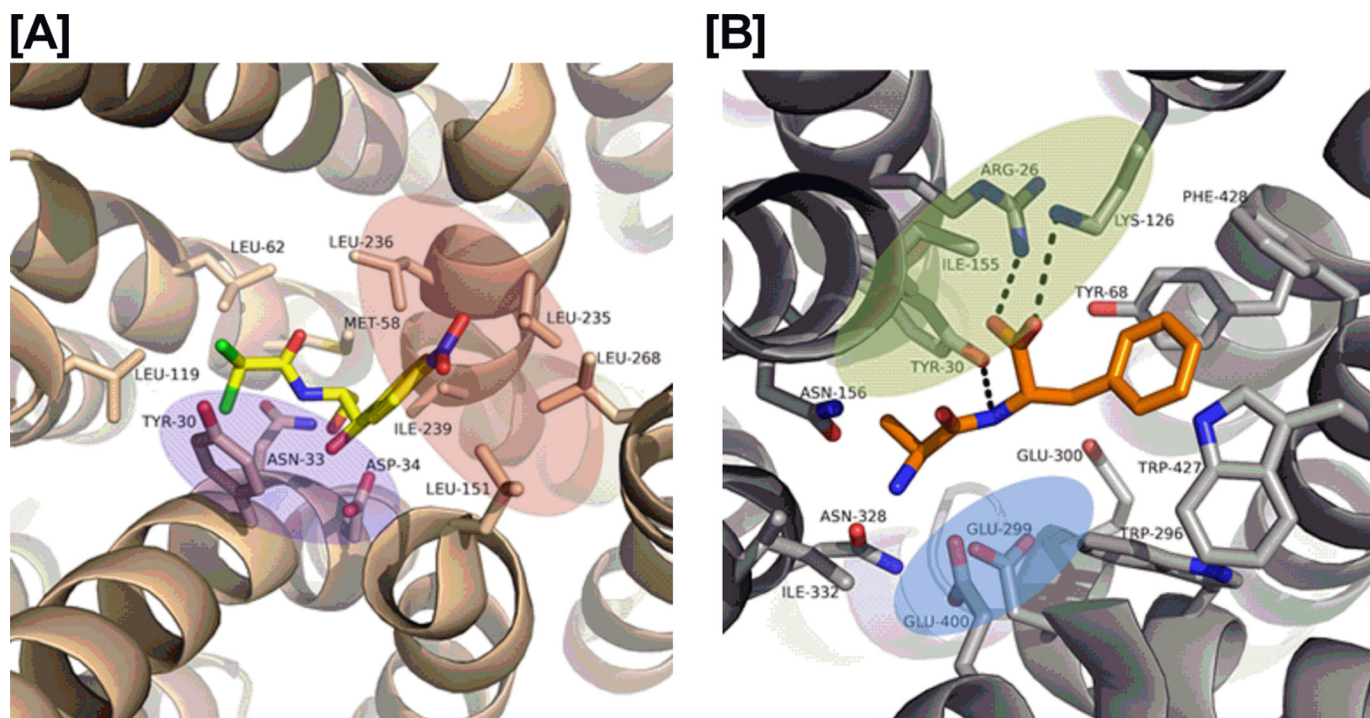 [A]
[B]
LEU-62
LEU-236
MET-58
LEU-235
LEU-268
LEU-119
TYR-30
ASN-33
ILE-239
ASP-34
LEU-151
ARG-26
LYS-126
PHE-428
ILE-155
TYR-68
TYR-30
ASN-156
GLU-300
TRP-427
ASN-328
GLU-299
TRP-296
ILE-332
GLU-400